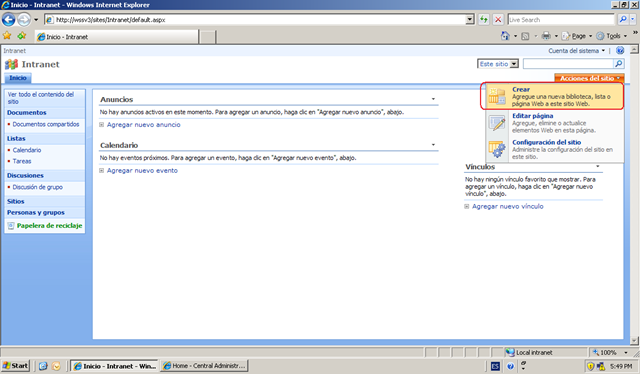 Inicio - Intranet - Windows Internet Explorer
http://wssv3/sites/Intranet/default.aspx
Inicio - Intranet
Page
Tools
Intranet
Cuenta del sistema
Intranet
Este sitio
Inicio
Acciones del sitio
Crear
Agregue una nueva biblioteca, lista o
página Web a este sitio Web.
Editar página
Agregue, elimine o actualice
elementos Web en esta página.
Configuración del sitio
Administre la configuración del sitio en
este sitio.
Ver todo el contenido del
sitio
Documentos
Documentos compartidos
Listas
Calendario
Tareas
Discusiones
Discusión de grupo
Sitios
Personas y grupos
Papelera de reciclaje
Anuncios
No hay anuncios activos en este momento. Para agregar un anuncio, haga clic en "Agregar nuevo anuncio", abajo.
Agregar nuevo anuncio
Calendario
No hay eventos próximos. Para agregar un evento, haga clic en "Agregar nuevo evento", abajo.
Agregar nuevo evento
Vínculos
No hay ningún vínculo favorito que mostrar. Para
agregar un vínculo, haga clic en "Agregar nuevo
vínculo", abajo.
Agregar nuevo vínculo
Local intranet
100%
Start
Inicio - Intranet - Win...
Home - Central Administr...
ES
5:49 PM